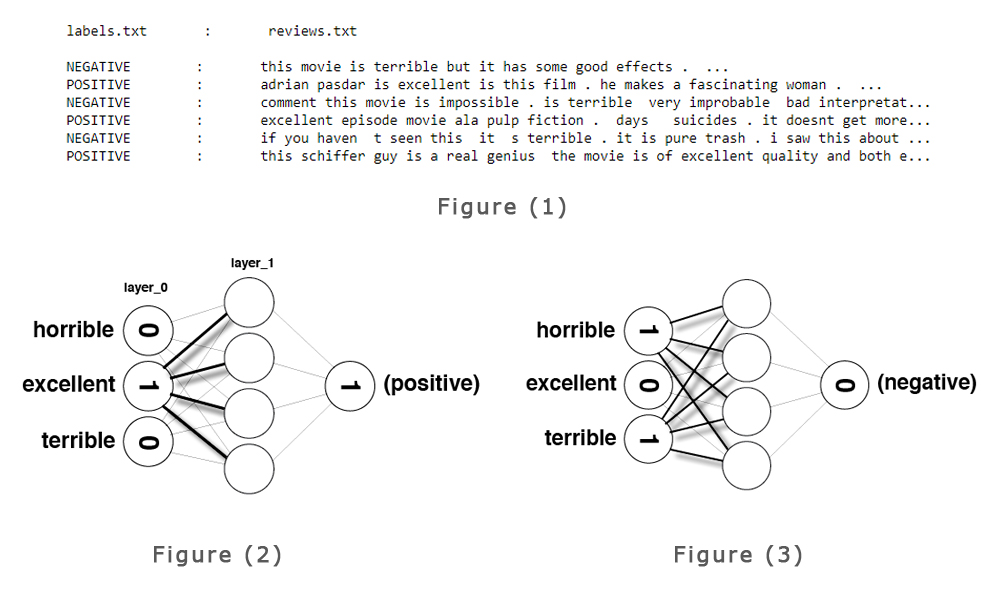 labels.txt : reviews.txt
NEGATIVE : this movie is terrible but it has some good effects . ...
POSITIVE : adrian pasdar is excellent is this film . he makes a fascinating woman . ...
NEGATIVE : comment this movie is impossible . is terrible very improbable bad interpretat...
POSITIVE : excellent episode movie ala pulp fiction . days suicides . it doesnt get more...
NEGATIVE : if you haven t seen this it s terrible . it is pure trash . i saw this about ...
POSITIVE : this schiffer guy is a real genius the movie is of excellent quality and both e...
Figure (1)
layer_1
layer_0
horrible 0
excellent 1
terrible 0
1 (positive)
Figure (2)
horrible 1
excellent 0
terrible 1
0 (negative)
Figure (3)